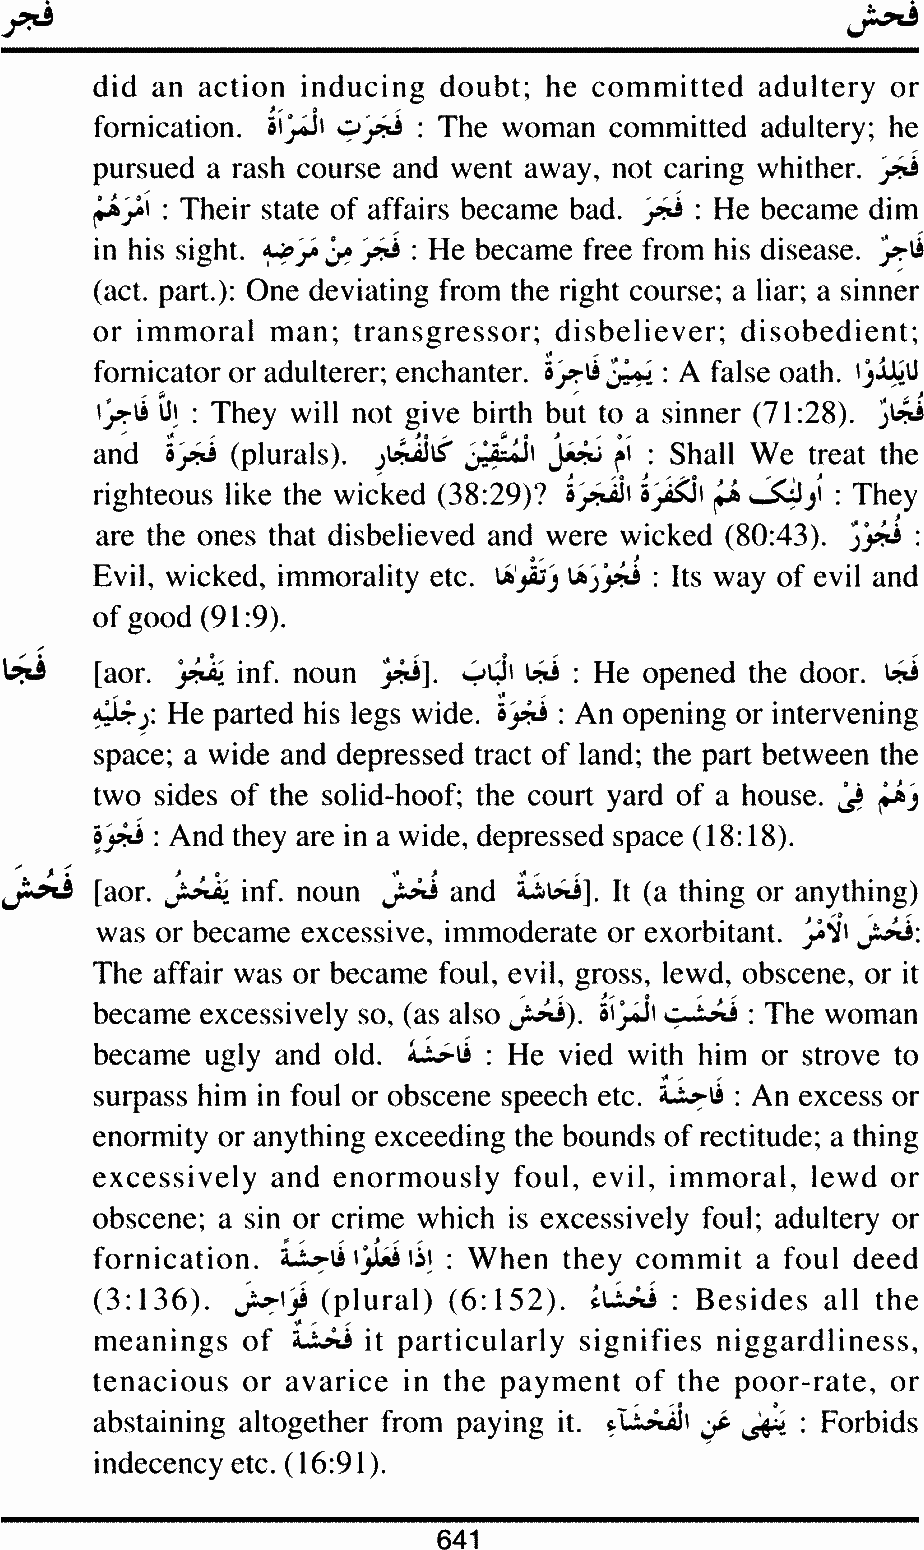 فجر فحش
did an action inducing doubt; he committed adultery or
fornication. فَجَرَتِ الْمَرْأَةُ : The woman committed adultery; he
pursued a rash course and went away, not caring whither. فَجَرَ
اَمْرُهُمْ : Their state of affairs became bad. فَجَرَ : He became dim
in his sight. فَجَرَ مِنْ مَرَضِهٖ : He became free from his disease. فَاجِرٌ
(act. part.): One deviating from the right course; a liar; a sinner
or immoral man; transgressor; disbeliever; disobedient;
fornicator or adulterer; enchanter. يَمِيْنٌ فَاجِرَةٌ : A false oath. لَايَلِدُوْا
اِلَّا فَاجِرًا : They will not give birth but to a sinner (71:28). فُجَّارٌ
and فَجَرَةٌ (plurals). اَمْ نَجْعَلُ الْمُتَّقِيْنَ كَالْفُجَّارِ : Shall We treat the
righteous like the wicked (38:29)? أُولٰئِكَ هُمُ الْكَفَرَةُ الْفَجَرَةُ : They
are the ones that disbelieved and were wicked (80:43). فُجُوْرٌ :
Evil, wicked, immorality etc. فُجُوْرَهَا وَتَقْوٰهَا : Its way of evil and
of good (91:9).
فَجَا [aor. يَفْجُوْ inf. noun فَجْوٌ]. فَجَا الْبَابَ : He opened the door. فَجَا
رِجْلَيْهِ: He parted his legs wide. فَجْوَةٌ : An opening or intervening
space; a wide and depressed tract of land; the part between the
two sides of the solid-hoof; the court yard of a house. وَهُمْ فِىْ
فَجْوَةٍ : And they are in a wide, depressed space (18:18).
فَحُشَ [aor. يَفْحُشُ inf. noun فُحْشٌ and فَحَاشَةٌ]. It (a thing or anything)
was or became excessive, immoderate or exorbitant. فَحُشَ الْاَمْرُ:
The affair was or became foul, evil, gross, lewd, obscene, or it
became excessively so, (as also فَحَشَ). فَحُشَتِ الْمَرْأَةُ : The woman
became ugly and old. فَاحَشَهُ : He vied with him or strove to
surpass him in foul or obscene speech etc. فَاحِشَةٌ : An excess or
enormity or anything exceeding the bounds of rectitude; a thing
excessively and enormously foul, evil, immoral, lewd or
obscene; a sin or crime which is excessively foul; adultery or
fornication. اِذَا فَعَلُوْا فَاحِشَةً : When they commit a foul deed
(3:136). فَوَاحِشَ (plural) (6:152). فَحْشَاءُ : Besides all the
meanings of فَحْشَةٌ it particularly signifies niggardliness,
tenacious or avarice in the payment of the poor-rate, or
abstaining altogether from paying it. يَنْهٰى عَنِ الْفَحْشَآءِ : Forbids
indecency etc. (16:91).
641